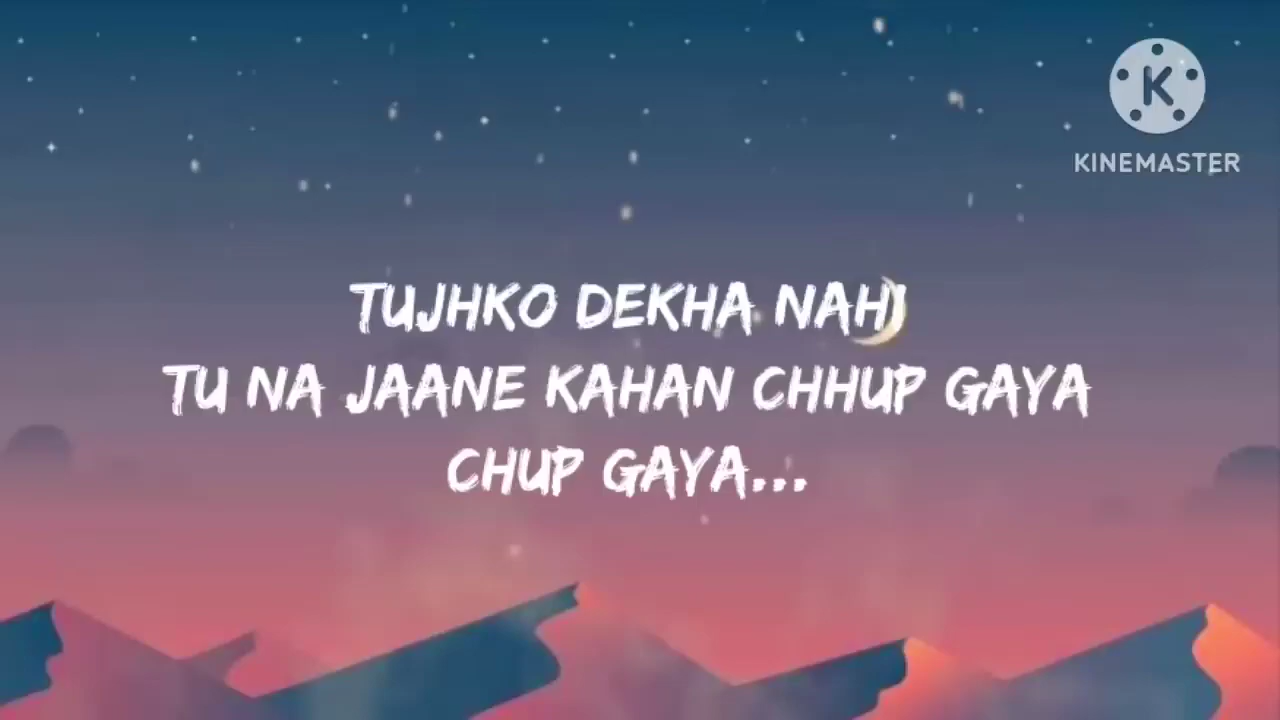 K
KINEMASTER
TUJHKO DEKHA NAHI
TU NA JAANE KAHAN CHHUP GAYA
CHUP GAYA...